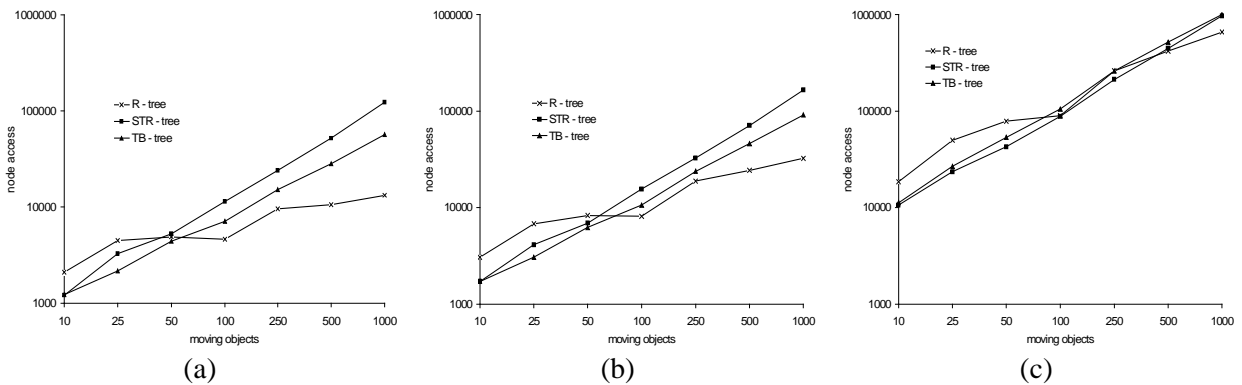 1000000
100000
10000
1000
node access
R - tree
STR - tree
TB - tree
10 25 50 100 250 500 1000
moving objects
(a)
1000000
100000
10000
1000
node access
R - tree
STR - tree
TB - tree
10 25 50 100 250 500 1000
moving objects
(b)
1000000
100000
10000
1000
node access
R - tree
STR - tree
TB - tree
10 25 50 100 250 500 1000
moving objects
(c)